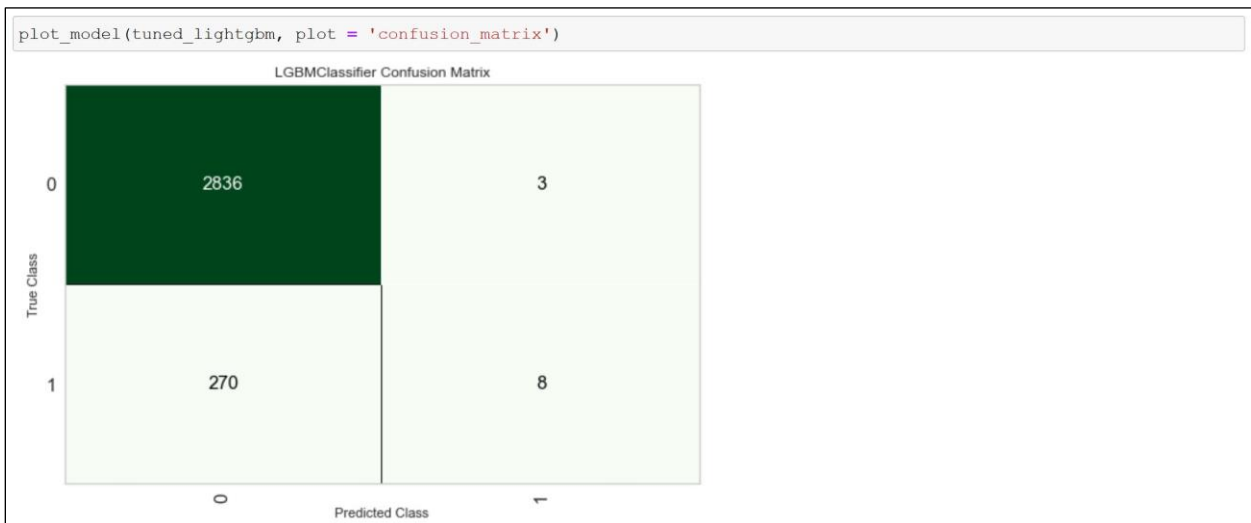 plot_model(tuned_lightgbm, plot = 'confusion_matrix')
LGBMClassifier Confusion Matrix
0
2836
3
True Class
1
270
8
0
1
Predicted Class